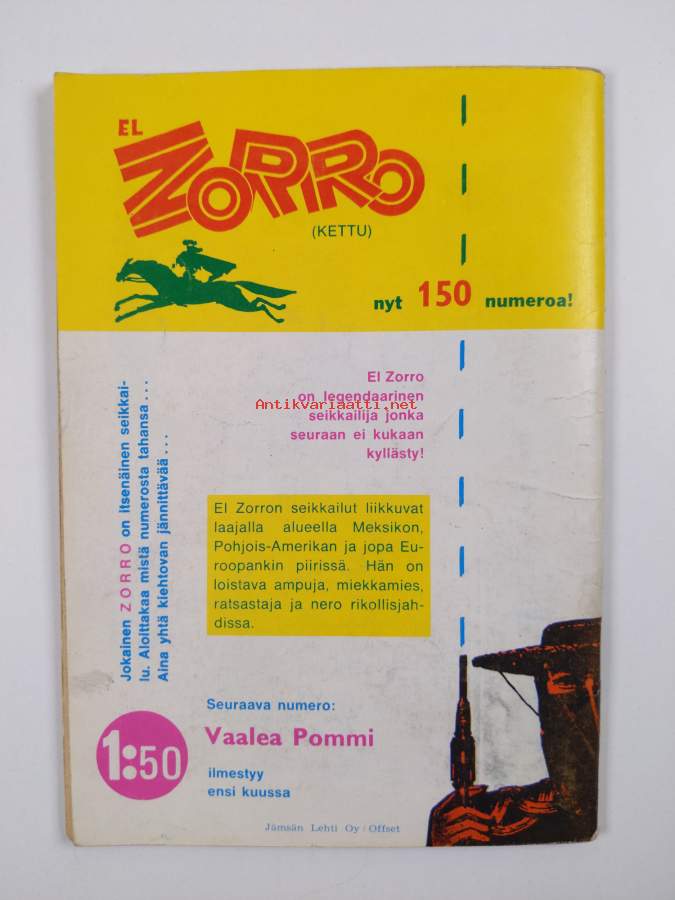 EL
ZORRO
(KETTU)
nyt 150 numeroa!
El Zorro
on legendaarinen
Antikvariaatti.net
seikkailija jonka
seuraan ei kukaan
kyllästy!
Jokainen ZORRO on itsenäinen seikkai-
lu. Aloittakaa mistä numerosta tahansa...
Aina yhtä kiehtovan jännittävää...
El Zorron seikkailut liikkuvat
laajalla alueella Meksikon,
Pohjois-Amerikan ja jopa Eu-
roopankin piirissä. Hän on
loistava ampuja, miekkamies,
ratsastaja ja nero rikollisjah-
dissa.
Seuraava numero:
Vaalea Pommi
ilmestyy
ensi kuussa
1:50
Jämsän Lehti Oy / Offset